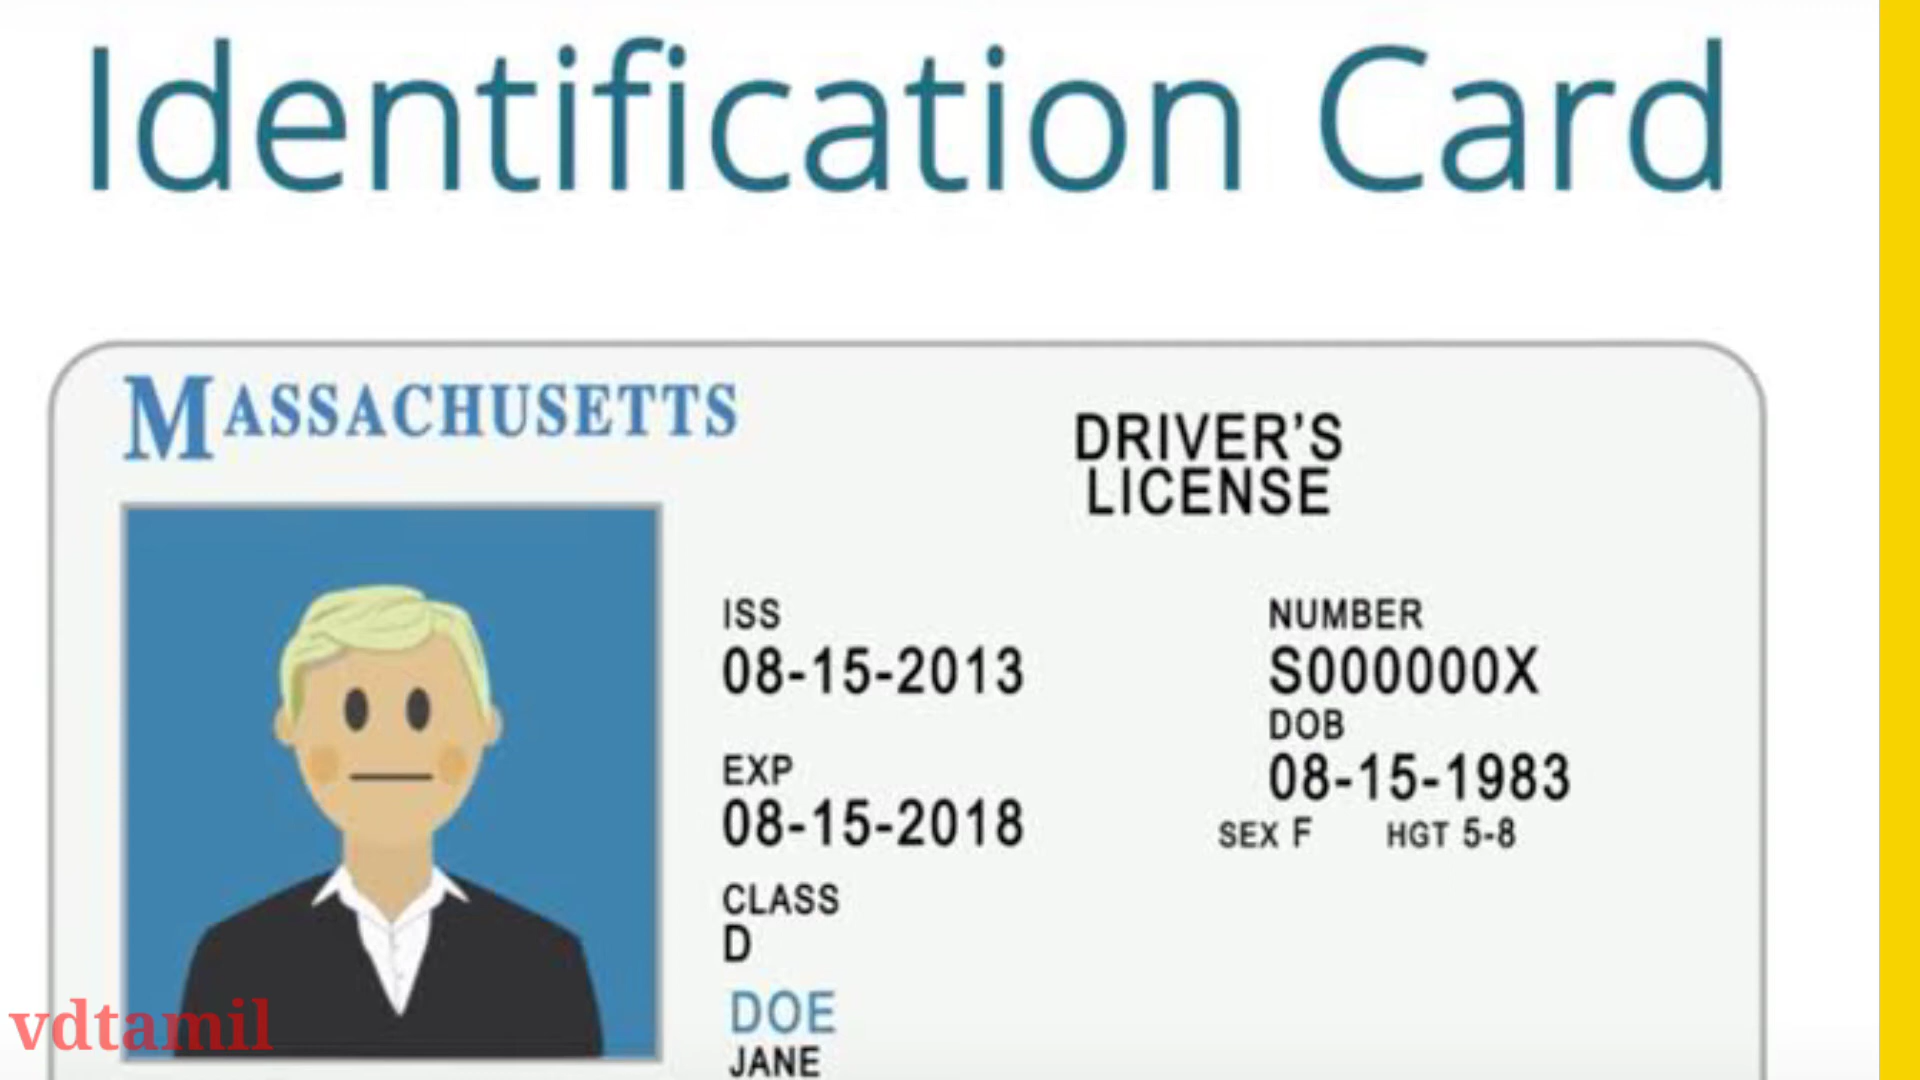 Identification Card
MASSACHUSETTS
DRIVER'S
LICENSE
ISS
08-15-2013
NUMBER
S000000X
DOB
08-15-1983
EXP
08-15-2018
SEX F HGT 5-8
CLASS
D
DOE
JANE
vdtamil